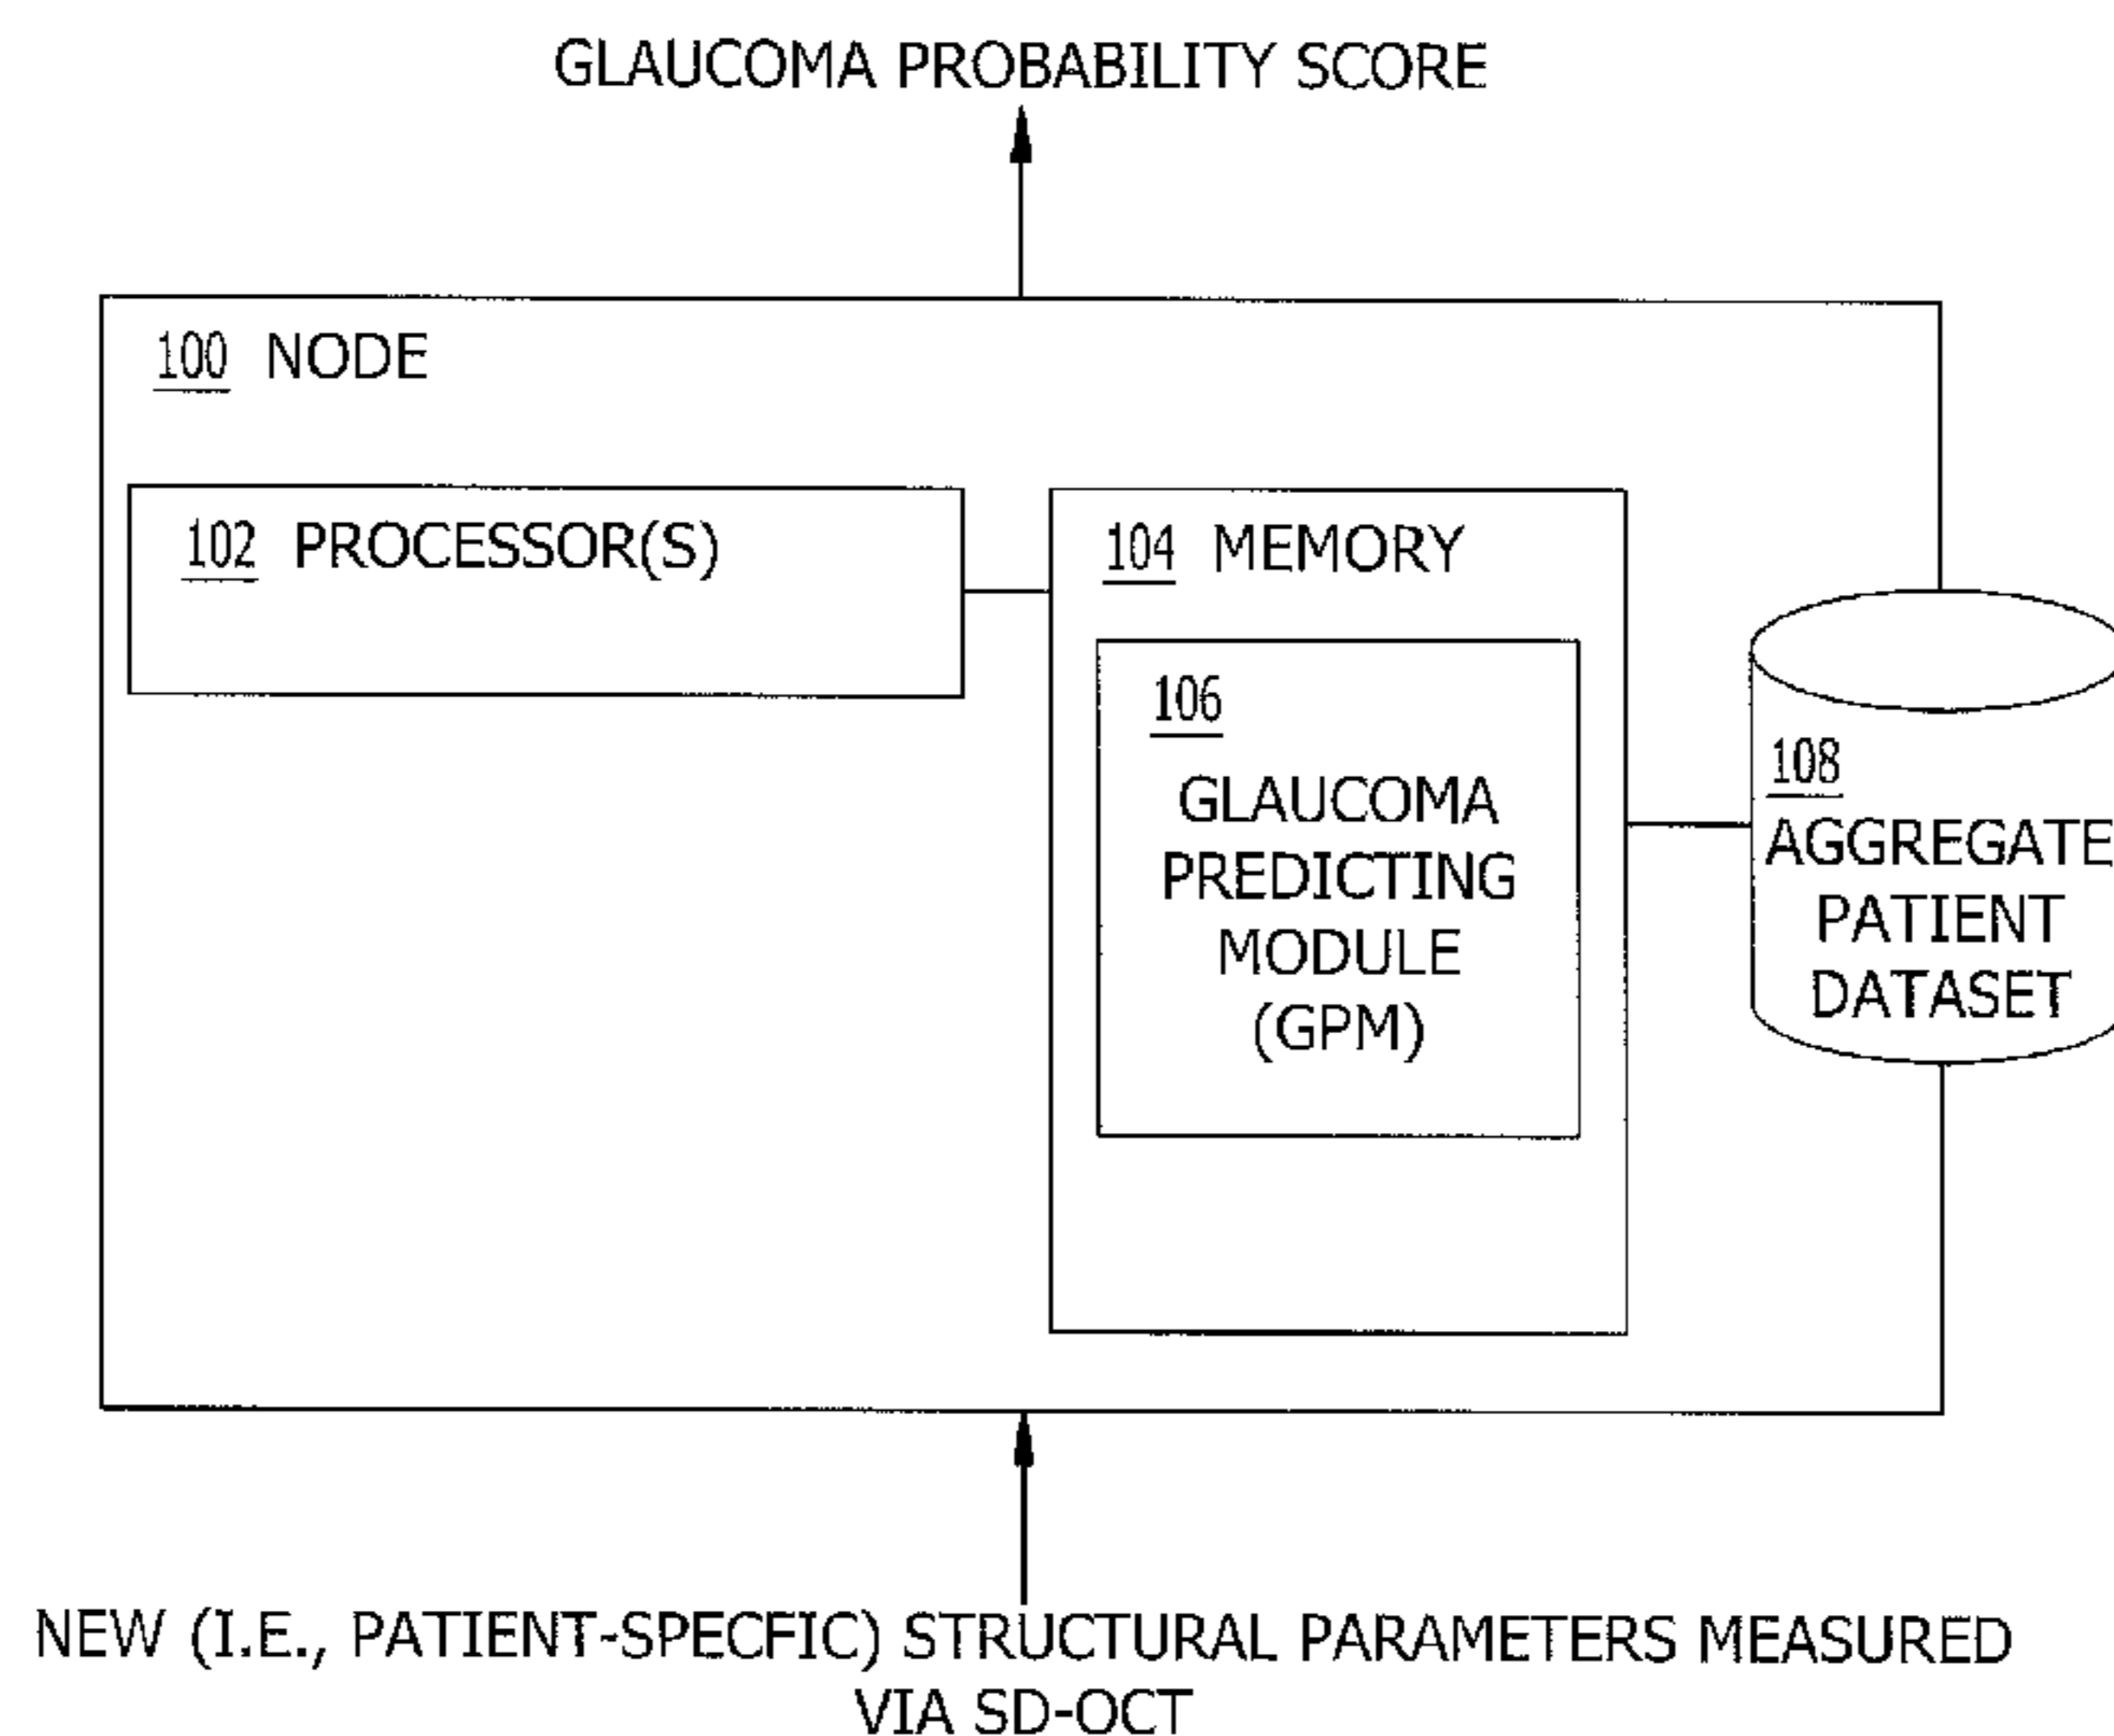 GLAUCOMA PROBABILITY SCORE
100 NODE
102 PROCESSOR(S)
104 MEMORY
106
GLAUCOMA
PREDICTING
MODULE
(GPM)
108
AGGREGATE
PATIENT
DATASET
NEW (I.E., PATIENT-SPECFIC) STRUCTURAL PARAMETERS MEASURED
VIA SD-OCT